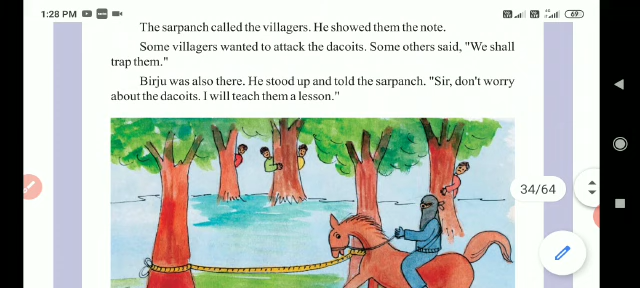 1:28 PM
69
The sarpanch called the villagers. He showed them the note.
Some villagers wanted to attack the dacoits. Some others said, "We shall
trap them."
Birju was also there. He stood up and told the sarpanch. "Sir, don't worry
about the dacoits. I will teach them a lesson."
34/64